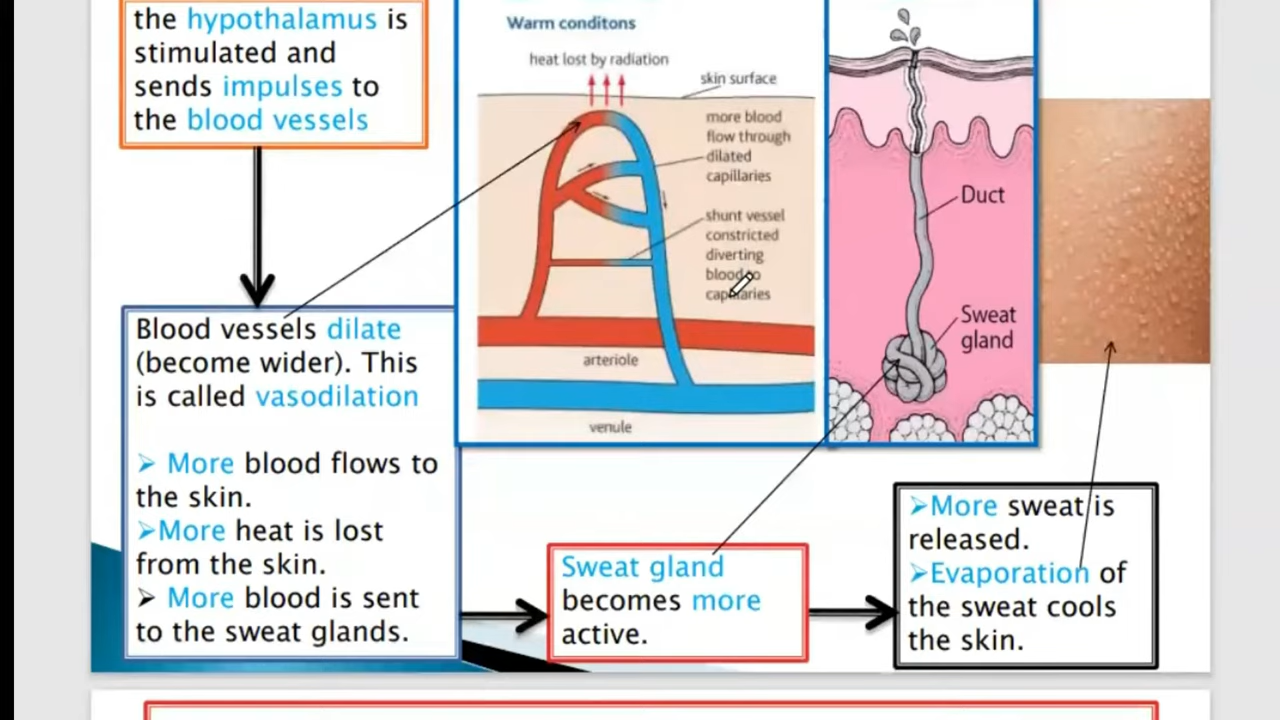 the hypothalamus is
stimulated and
sends impulses to
the blood vessels
Blood vessels dilate
(become wider). This
is called vasodilation
➢ More blood flows to
the skin.
➢More heat is lost
from the skin.
➢ More blood is sent
to the sweat glands.
Warm conditons
heat lost by radiation
skin surface
more blood
flow through
dilated
capillaries
shunt vessel
constricted
diverting
blood to
capillaries
arteriole
venule
Duct
Sweat
gland
Sweat gland
becomes more
active.
➢More sweat is
released.
➢Evaporation of
the sweat cools
the skin.